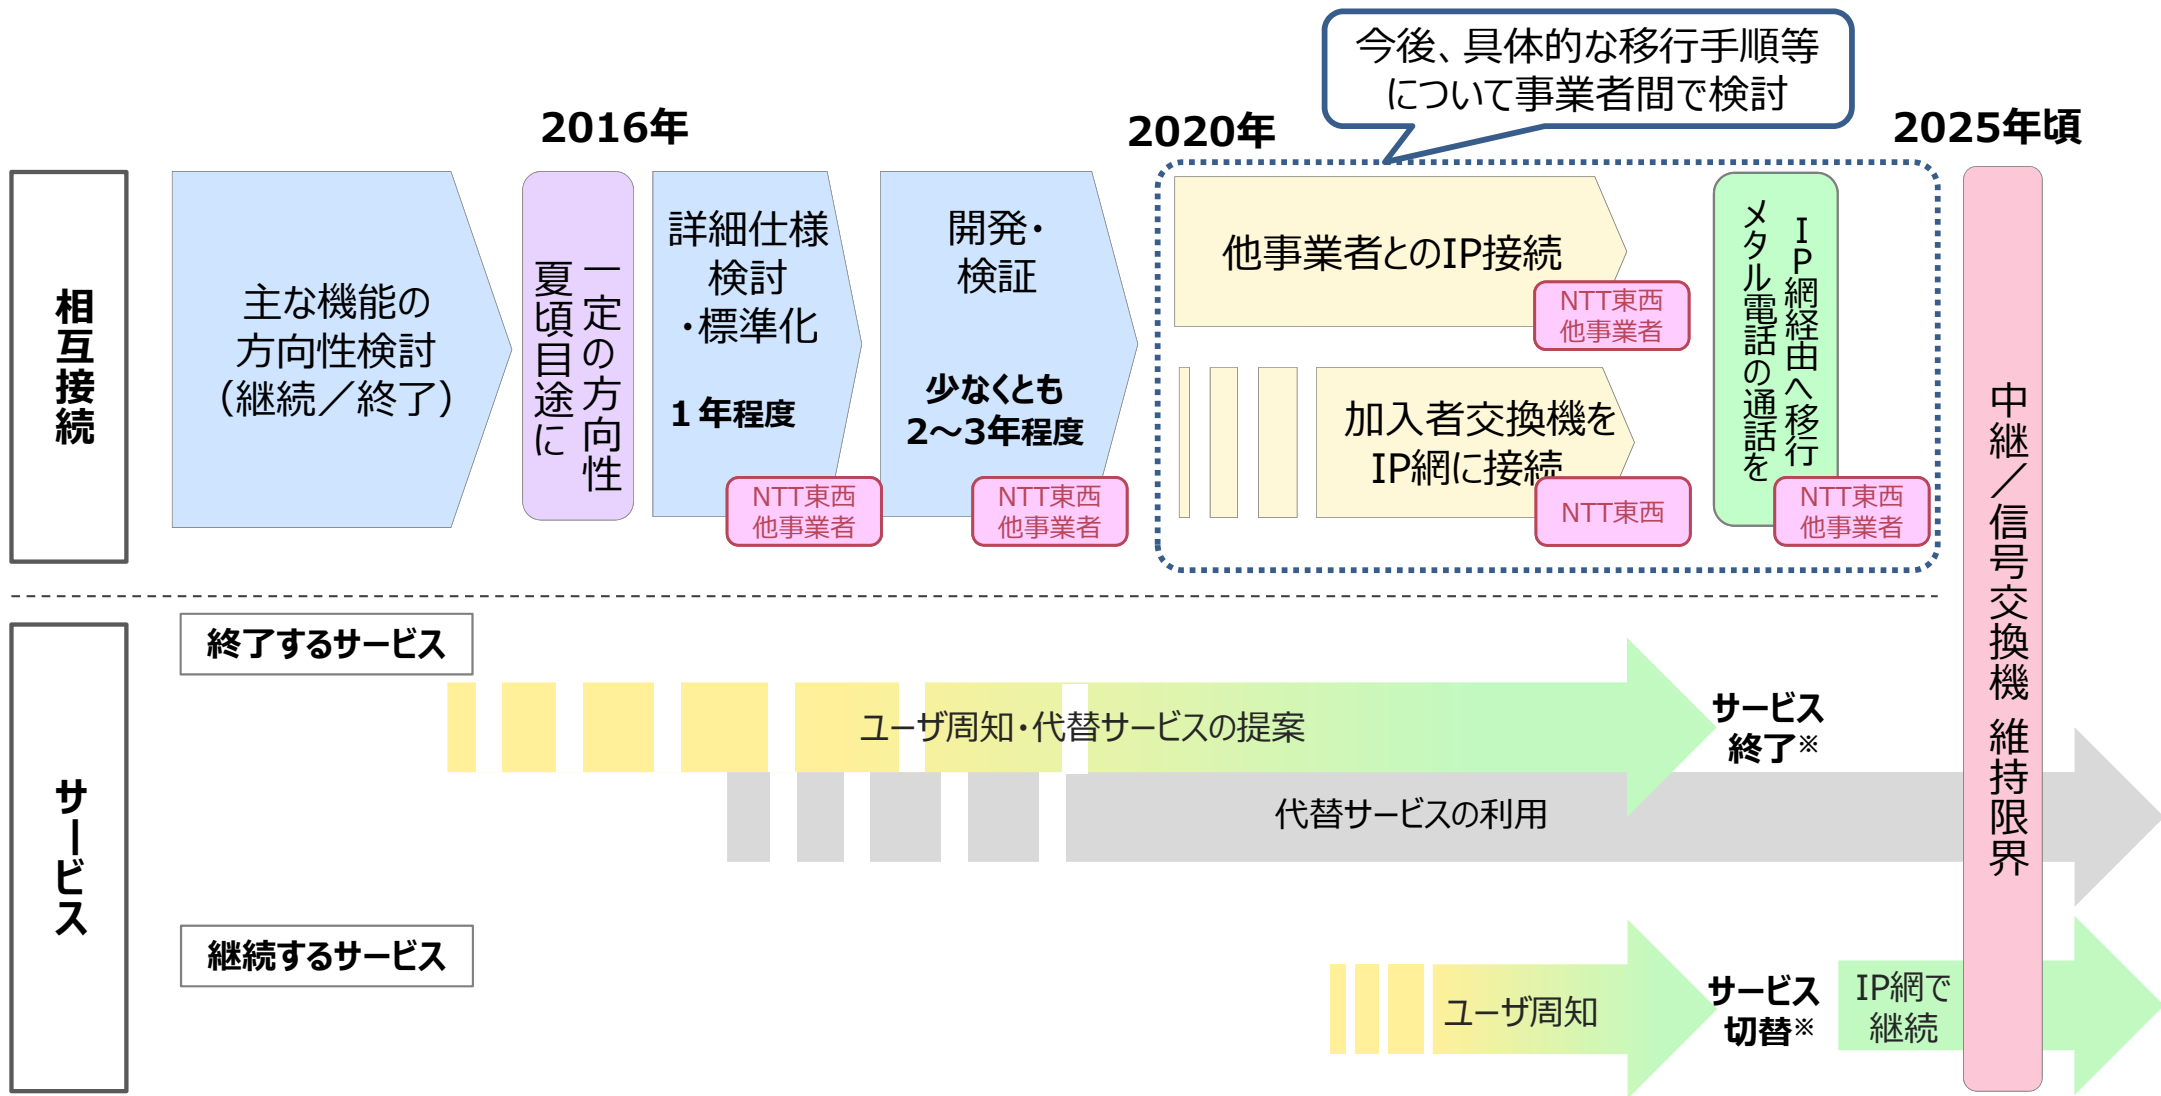 今後、具体的な移行手順等
について事業者間で検討
2016年
2020年
2025年頃
相互接続
主な機能の
方向性検討
（継続／終了）
一定の方向性
夏頃目途に
詳細仕様
検討
・標準化
１年程度
NTT東西
他事業者
開発・
検証
少なくとも
2～3年程度
NTT東西
他事業者
他事業者とのIP接続
NTT東西
他事業者
加入者交換機を
IP網に接続
NTT東西
ＩＰ網経由へ移行
メタル電話の通話を
NTT東西
他事業者
中継／信号交換機 維持限界
サービス
終了するサービス
ユーザ周知・代替サービスの提案
サービス
終了※
代替サービスの利用
継続するサービス
ユーザ周知
サービス
切替※
IP網で
継続